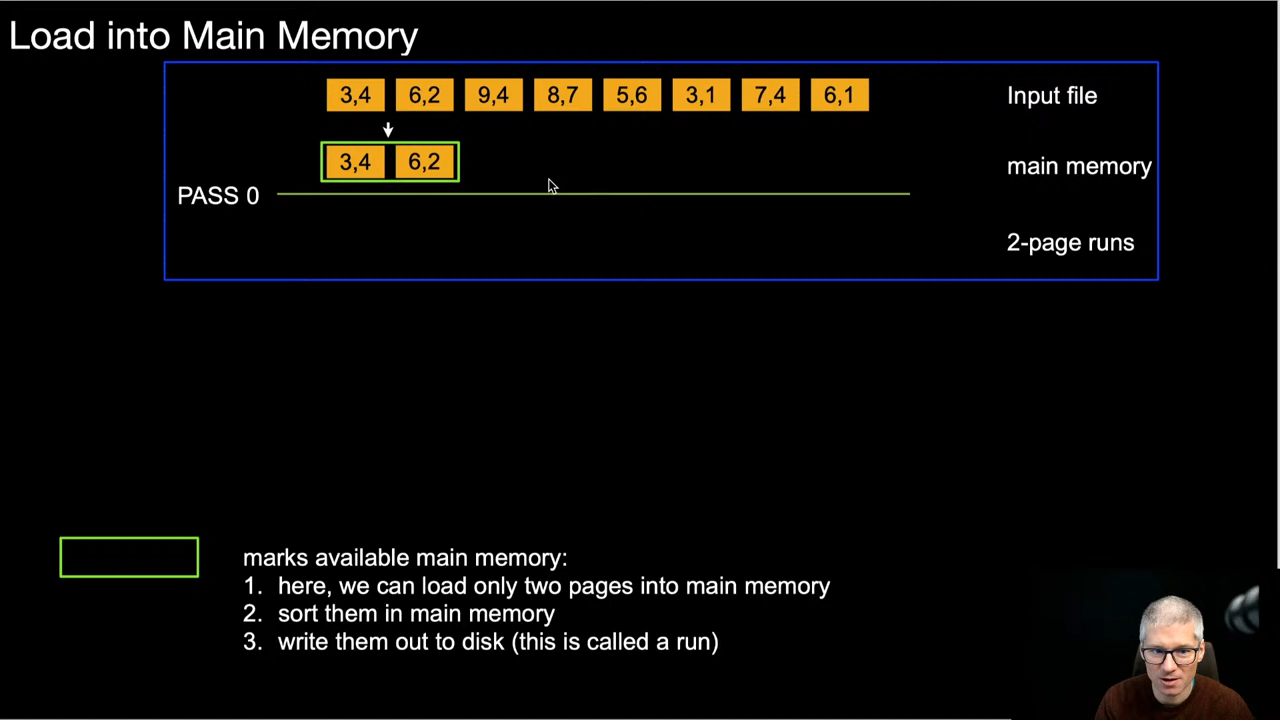 Load into Main Memory
3,4 6,2 9,4 8,7 5,6 3,1 7,4 6,1 Input file
3,4 6,2 main memory
PASS 0
2-page runs
marks available main memory:
1. here, we can load only two pages into main memory
2. sort them in main memory
3. write them out to disk (this is called a run)